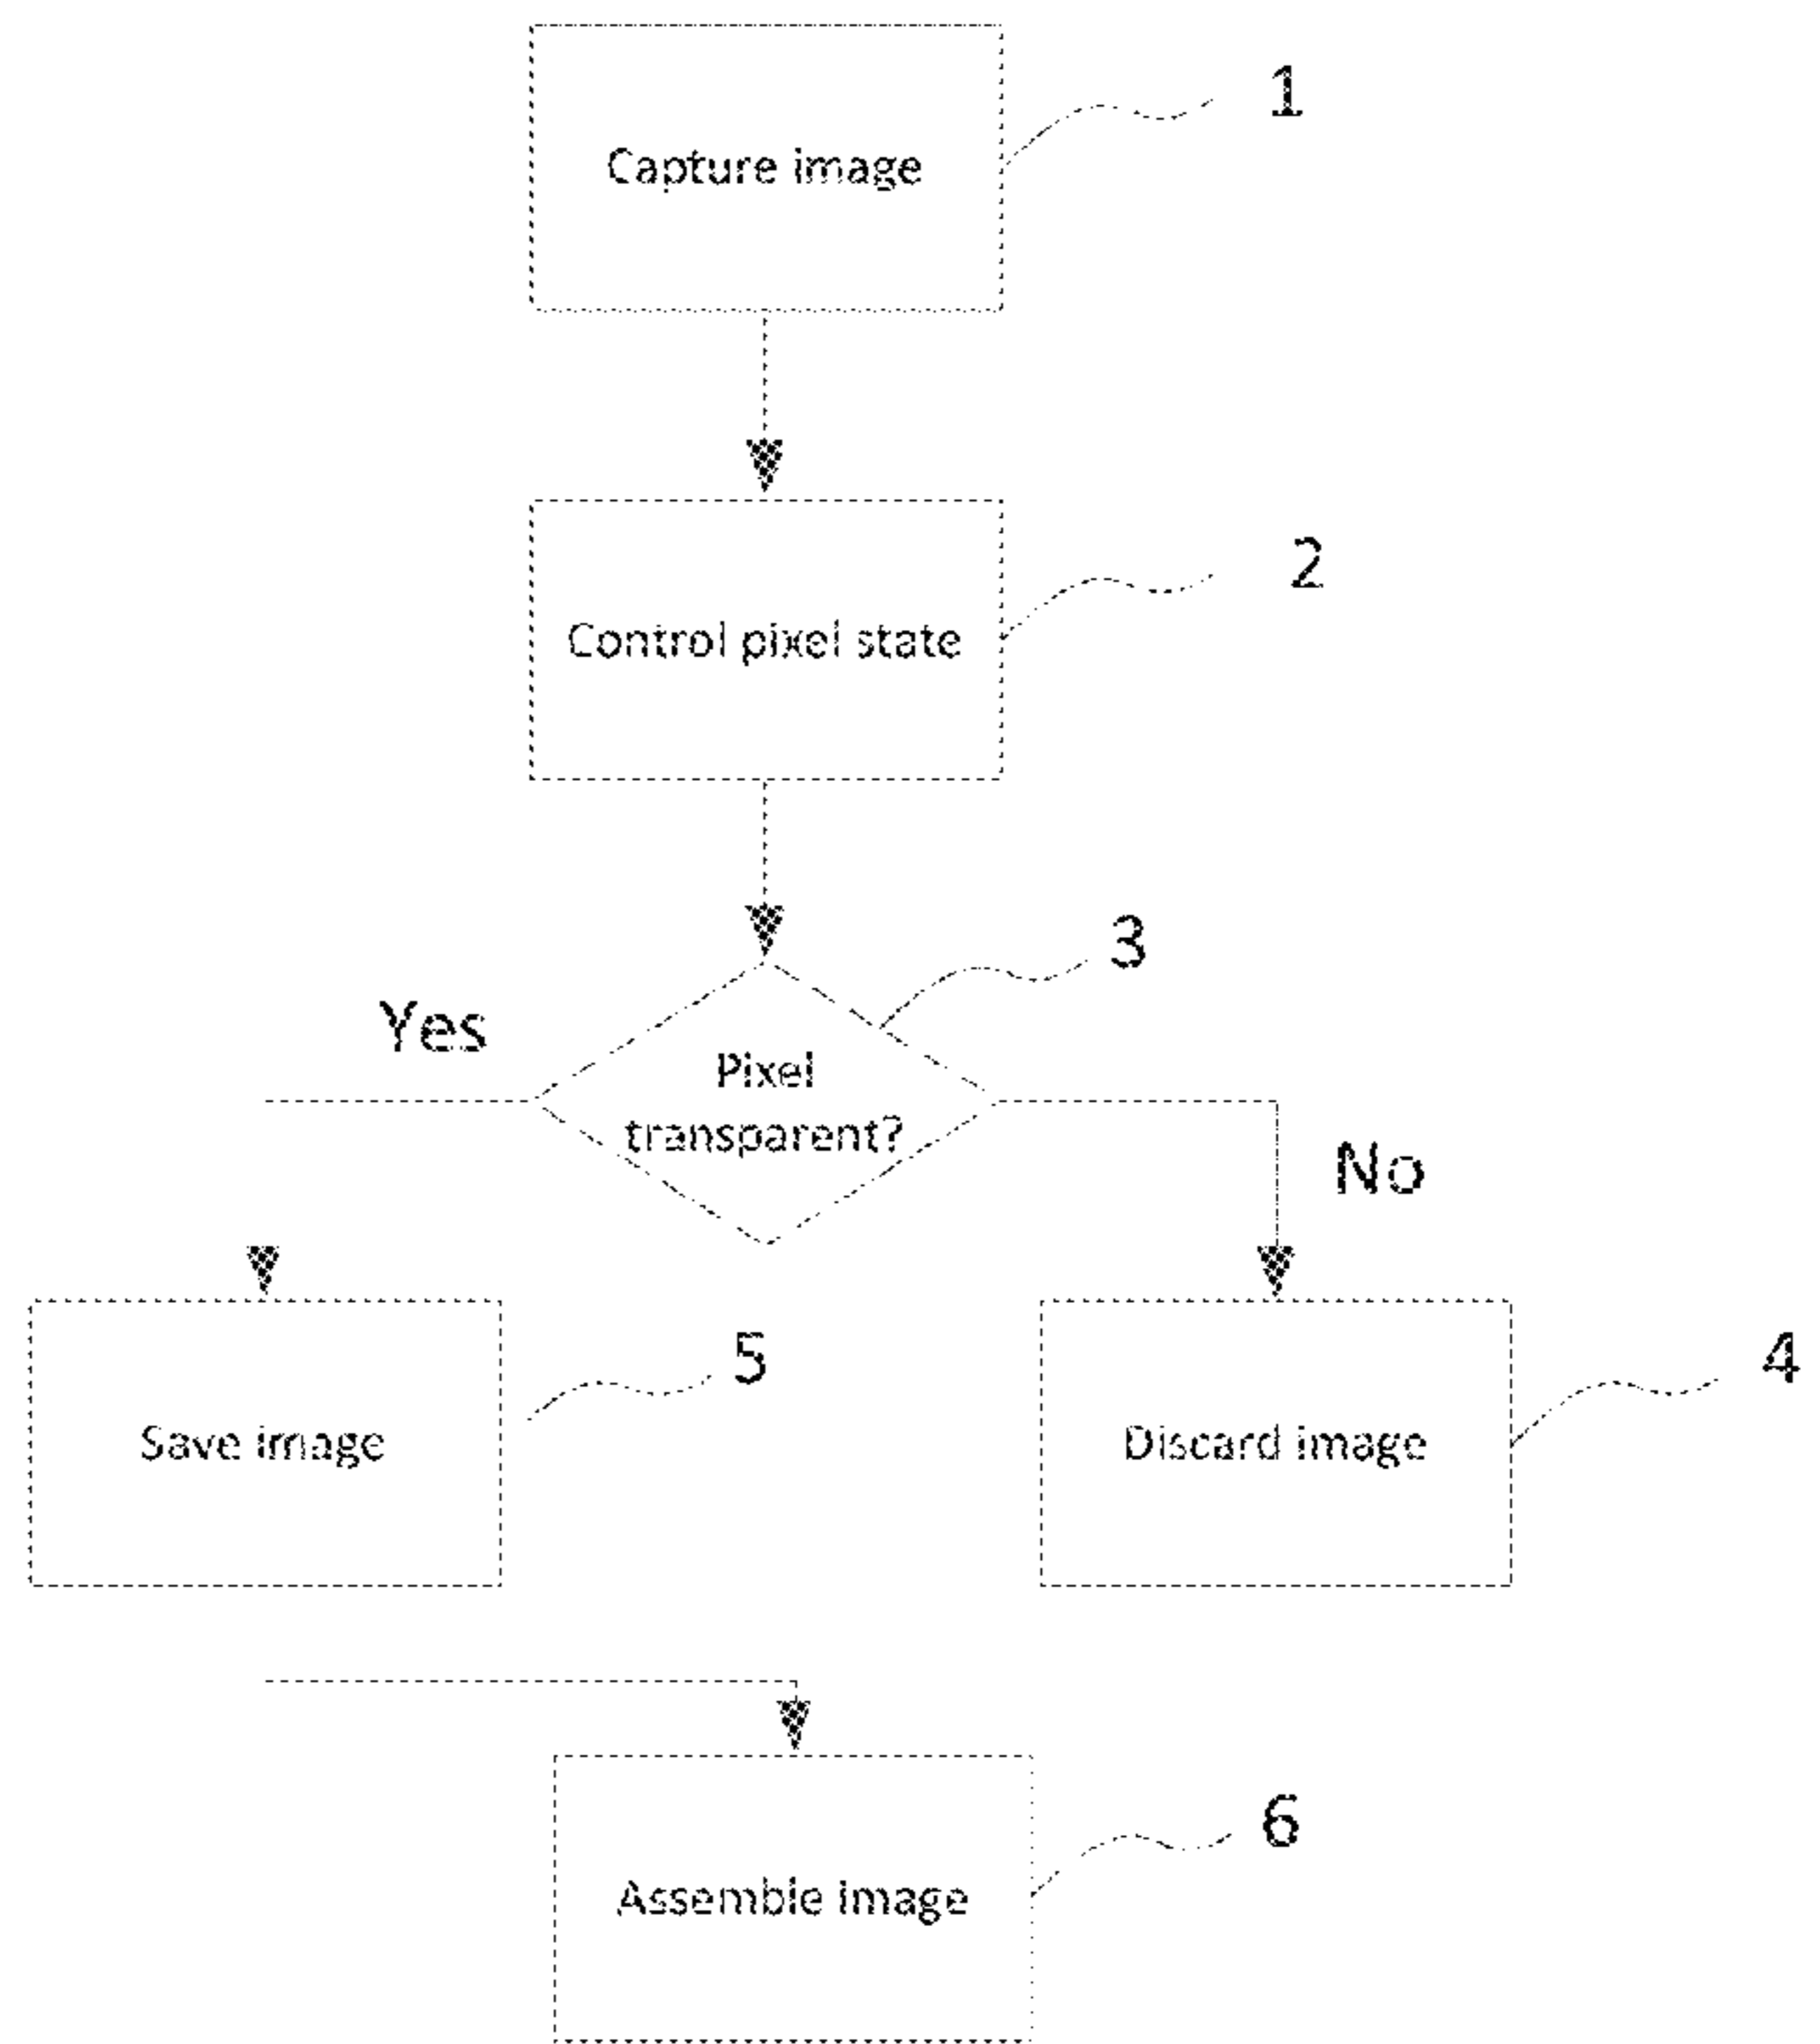 Capture image
1
Control pixel state
2
3
Yes
Pixel
transparent?
No
Save image
5
Discard image
4
Assemble image
6